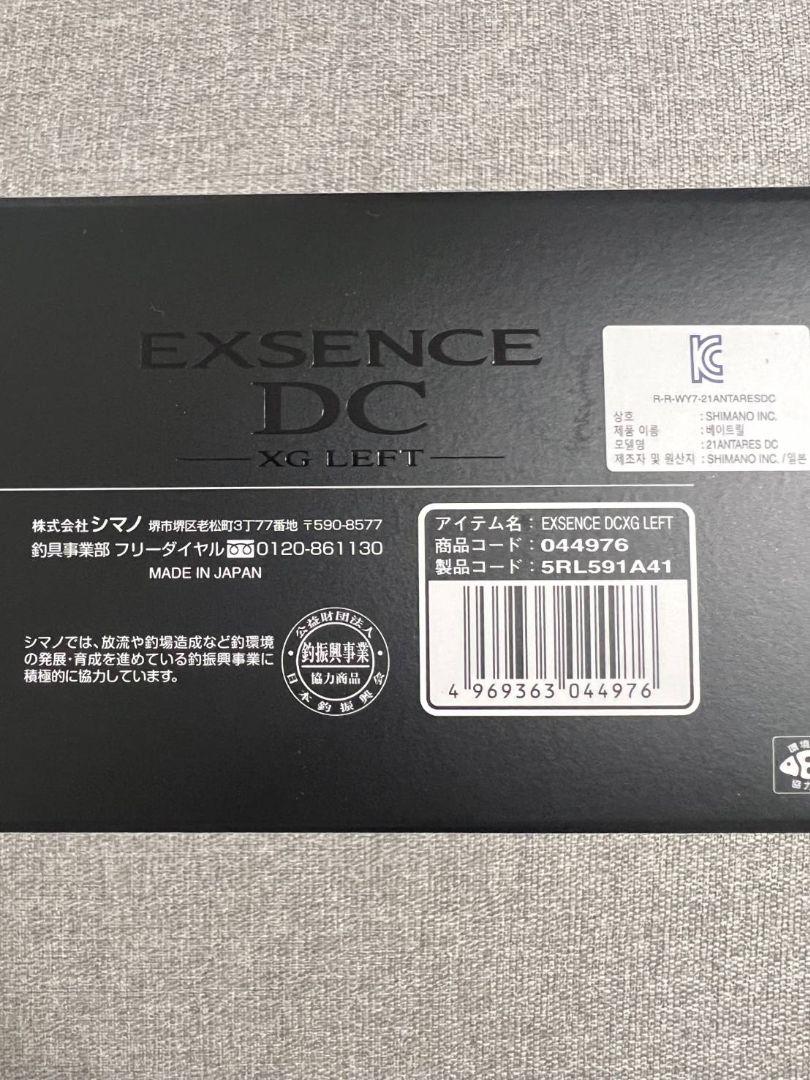 EXSENCE
DC
XG LEFT
R-R-WY7-21ANTARESDC
상호 : SHIMANO INC.
제품 이름 : 베이트릴
모델명 : 21ANTARES DC
제조자 및 원산지 : SHIMANO INC. / 일본
株式会社 シマノ 堺市堺区老松町3丁77番地 〒590-8577
釣具事業部 フリーダイヤル 0120-861130
MADE IN JAPAN
アイテム名：EXSENCE DCXG LEFT
商品コード：044976
製品コード：5RL591A41
4 969363 044976
シマノでは、放流や釣場造成など釣環境
の発展・育成を進めている釣振興事業に
積極的に協力しています。
公益財団法人
釣振興事業
協力商品
日本釣振興会
環境
協力